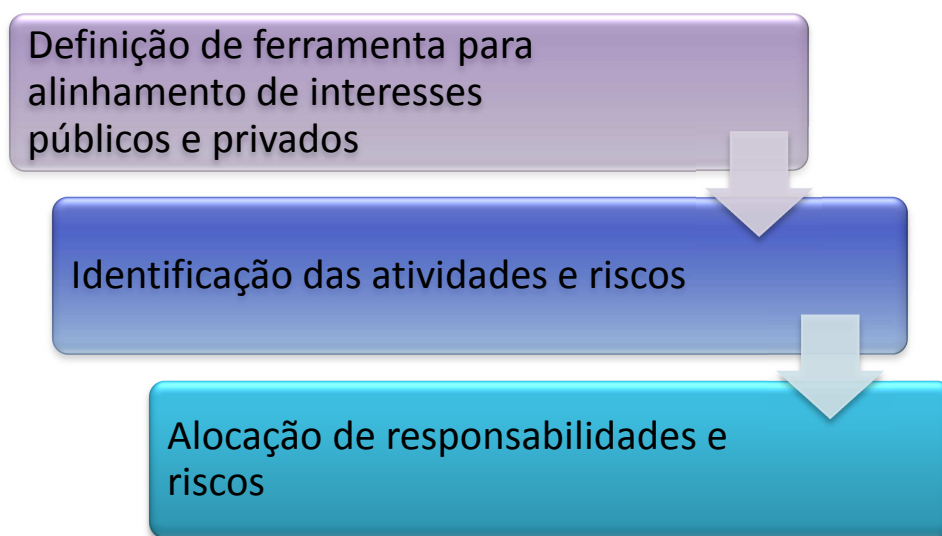 Definição de ferramenta para
alinhamento de interesses
públicos e privados
Identificação das atividades e riscos
Alocação de responsabilidades e
riscos